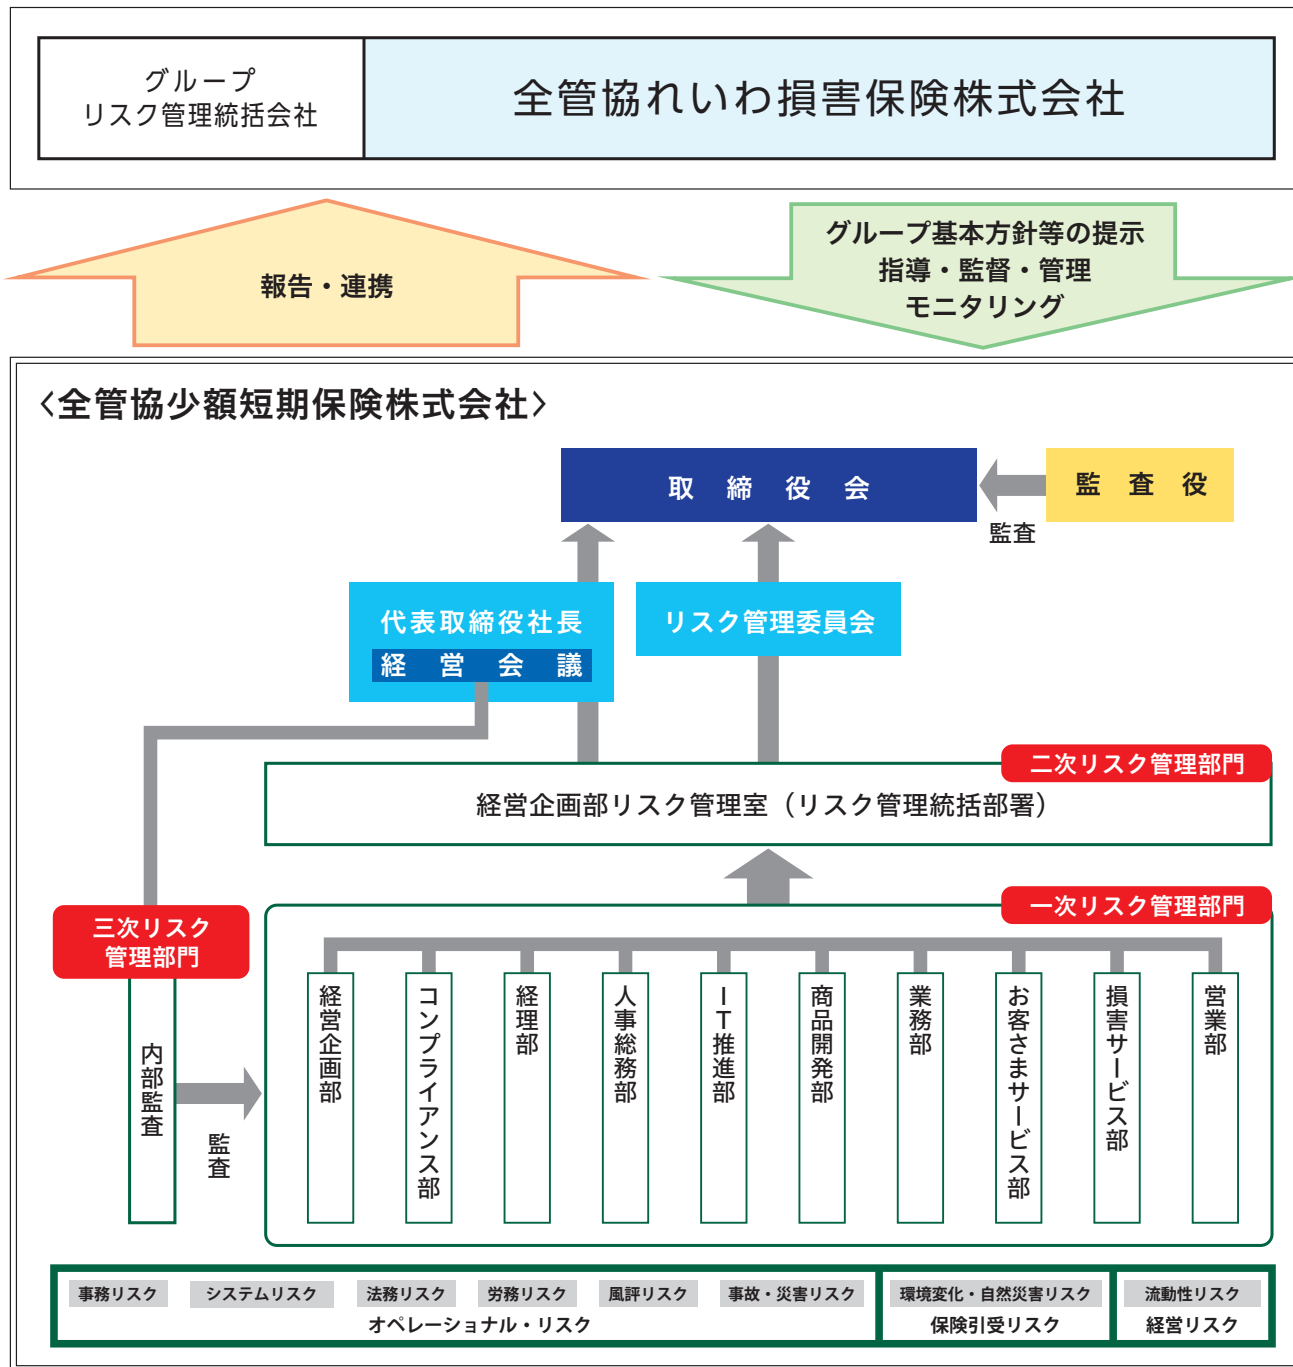 グループ
リスク管理統括会社
全管協れいわ損害保険株式会社
報告・連携
グループ基本方針等の提示
指導・監督・管理
モニタリング
〈全管協少額短期保険株式会社〉
取締役会
監査役
監査
代表取締役社長
経営会議
リスク管理委員会
二次リスク管理部門
経営企画部リスク管理室（リスク管理統括部署）
一次リスク管理部門
三次リスク
管理部門
内部監査
監査
経営企画部
コンプライアンス部
経理部
人事総務部
IT推進部
商品開発部
業務部
お客さまサービス部
損害サービス部
営業部
事務リスク
システムリスク
法務リスク
労務リスク
風評リスク
事故・災害リスク
オペレーショナル・リスク
環境変化・自然災害リスク
保険引受リスク
流動性リスク
経営リスク